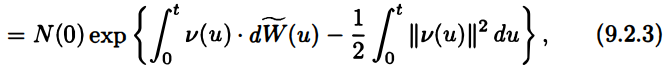 = N(0) exp { ∫₀ᵗ ν(u) · dW̃(u) − 1/2 ∫₀ᵗ ‖ν(u)‖² du } , (9.2.3)